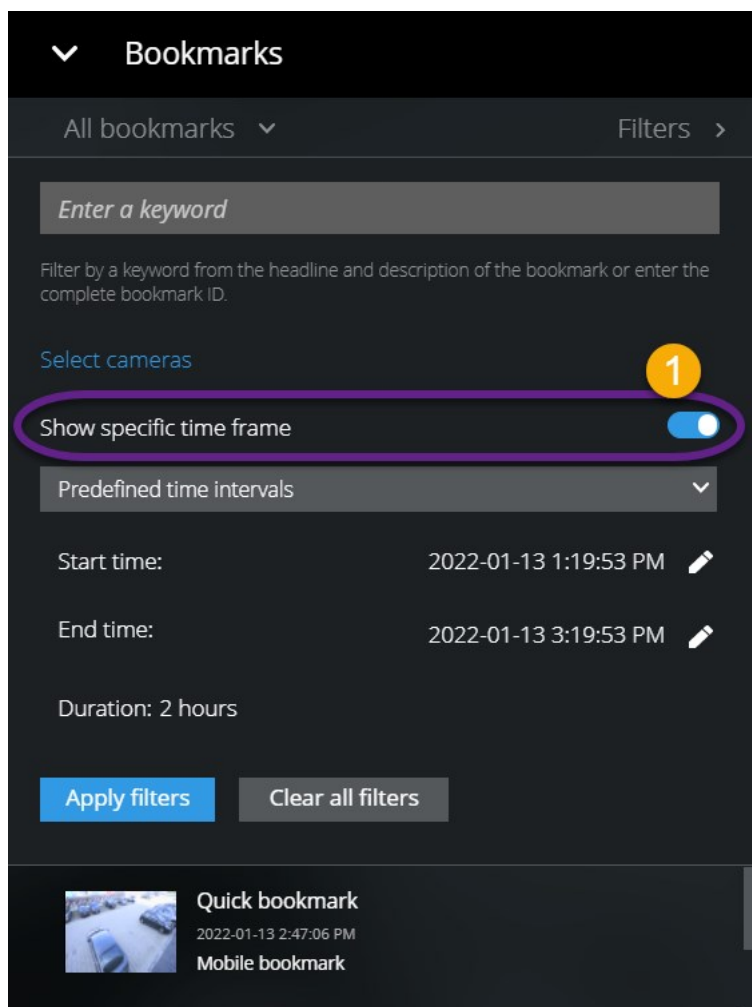 Bookmarks
All bookmarks Filters
Enter a keyword
Filter by a keyword from the headline and description of the bookmark or enter the
complete bookmark ID.
Select cameras
1
Show specific time frame
Predefined time intervals
Start time: 2022-01-13 1:19:53 PM
End time: 2022-01-13 3:19:53 PM
Duration: 2 hours
Apply filters Clear all filters
Quick bookmark
2022-01-13 2:47:06 PM
Mobile bookmark